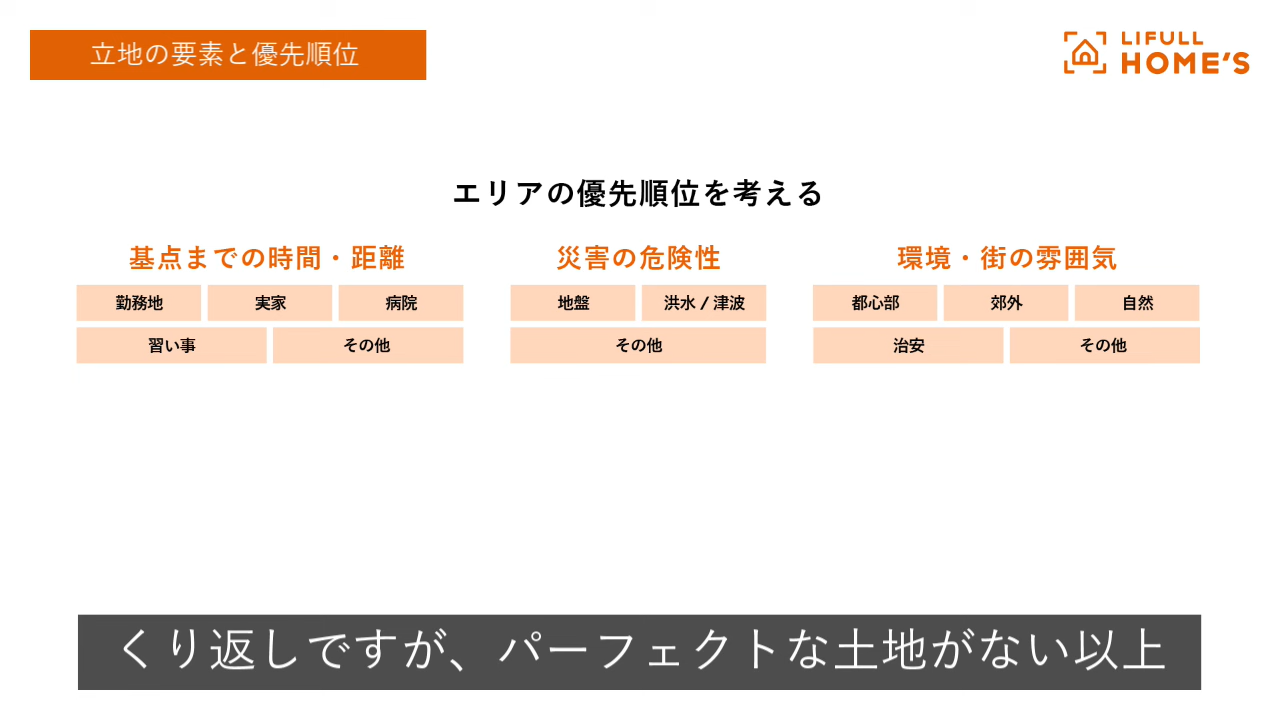 立地の要素と優先順位
LIFULL
HOME'S
エリアの優先順位を考える
基点までの時間・距離
勤務地 実家 病院
習い事 その他
災害の危険性
地盤 洪水 / 津波
その他
環境・街の雰囲気
都心部 郊外 自然
治安 その他
くり返しですが、パーフェクトな土地がない以上